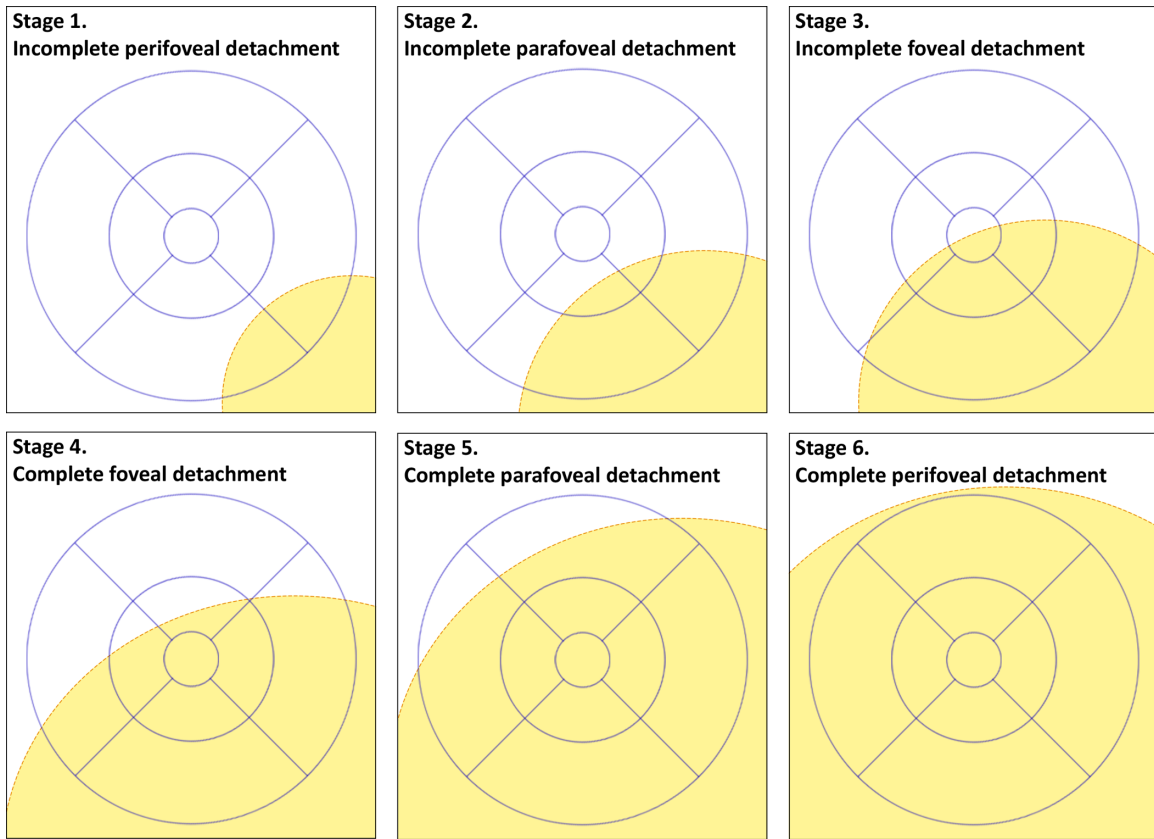 Stage 1.
Incomplete perifoveal detachment
Stage 2.
Incomplete parafoveal detachment
Stage 3.
Incomplete foveal detachment
Stage 4.
Complete foveal detachment
Stage 5.
Complete parafoveal detachment
Stage 6.
Complete perifoveal detachment